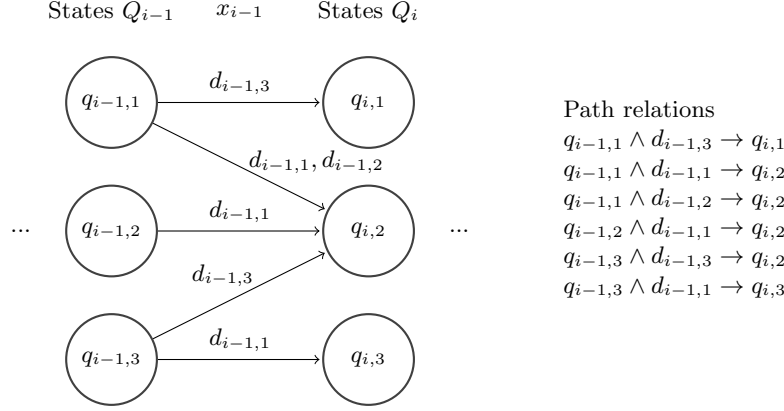 States Q_{i−1} x_{i−1} States Q_i
q_{i−1,1} d_{i−1,3} q_{i,1}
d_{i−1,1}, d_{i−1,2}
... q_{i−1,2} d_{i−1,1} q_{i,2} ...
d_{i−1,3}
q_{i−1,3} d_{i−1,1} q_{i,3}
Path relations
q_{i−1,1} ∧ d_{i−1,3} → q_{i,1}
q_{i−1,1} ∧ d_{i−1,1} → q_{i,2}
q_{i−1,1} ∧ d_{i−1,2} → q_{i,2}
q_{i−1,2} ∧ d_{i−1,1} → q_{i,2}
q_{i−1,3} ∧ d_{i−1,3} → q_{i,2}
q_{i−1,3} ∧ d_{i−1,1} → q_{i,3}